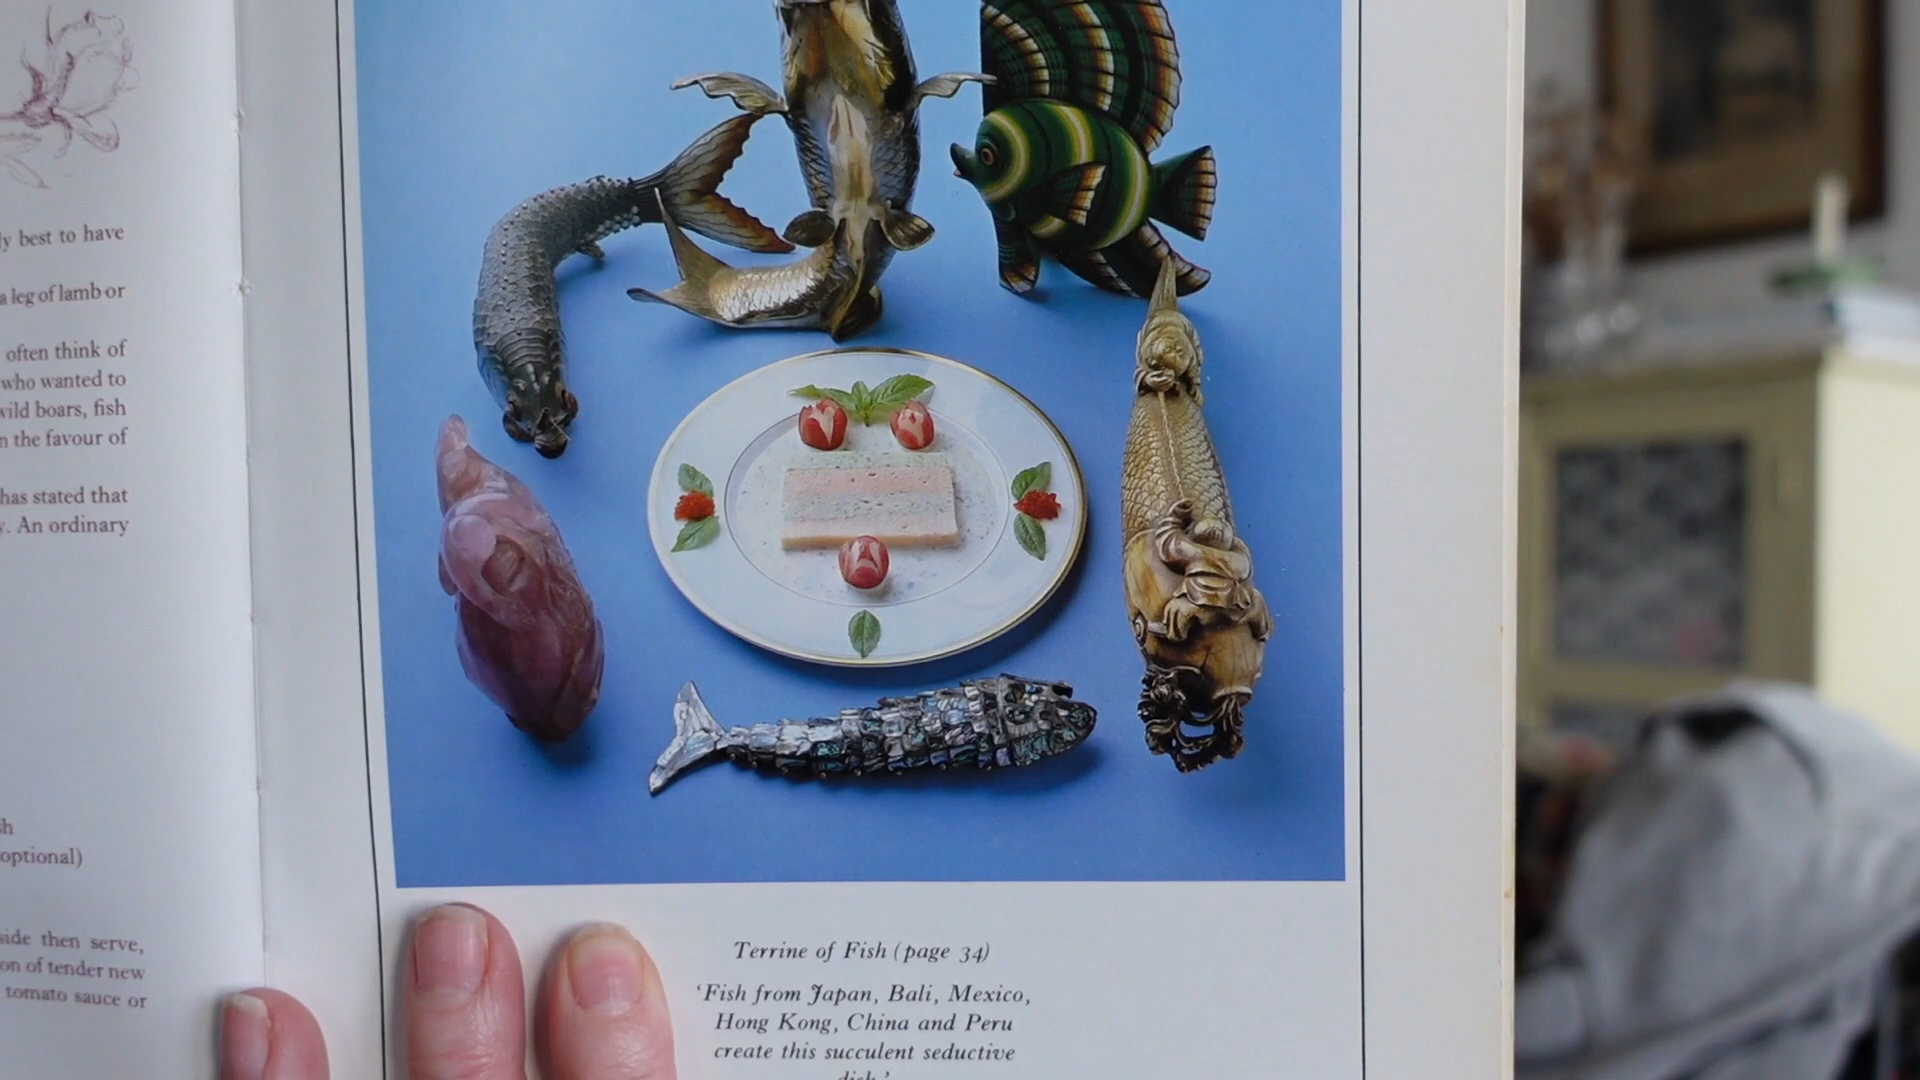 ly best to have
a leg of lamb or
often think of
who wanted to
wild boars, fish
n the favour of
has stated that
y. An ordinary
sh
optional)
side then serve,
on of tender new
tomato sauce or
Terrine of Fish (page 34)
'Fish from Japan, Bali, Mexico,
Hong Kong, China and Peru
create this succulent seductive
dish.'